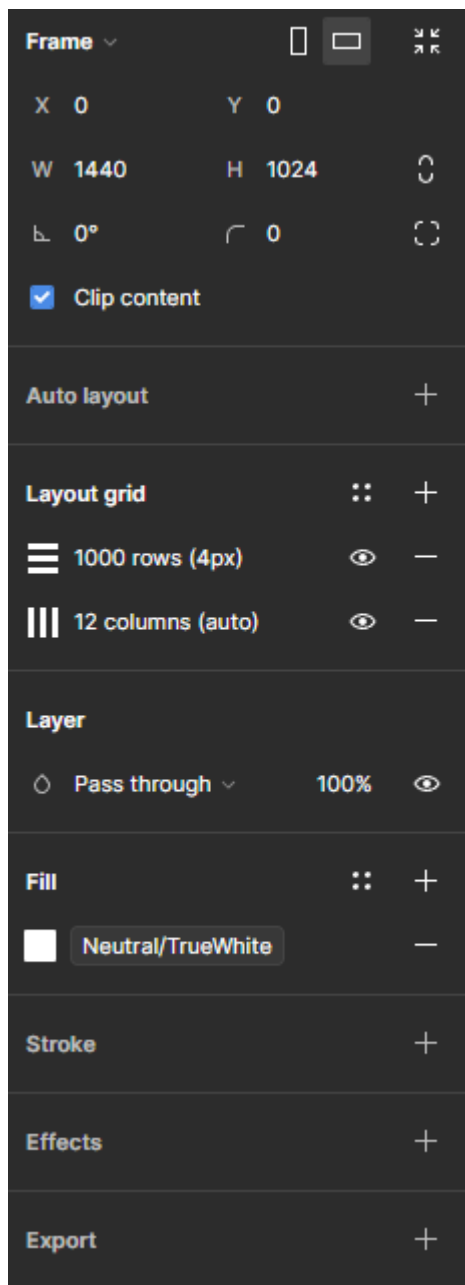 Frame
X 0 Y 0
W 1440 H 1024
0° 0
Clip content
Auto layout
Layout grid
1000 rows (4px)
12 columns (auto)
Layer
Pass through 100%
Fill
Neutral/TrueWhite
Stroke
Effects
Export